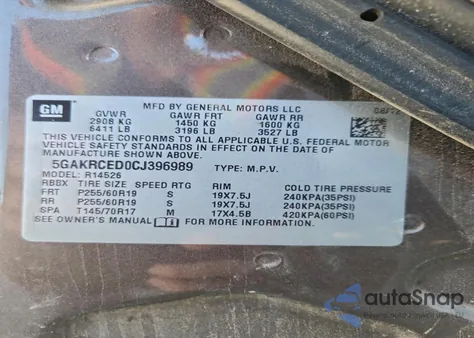 GM
MFD BY GENERAL MOTORS LLC
GVWR GAWR FRT GAWR RR
2908 KG 1450 KG 1600 KG
6411 LB 3196 LB 3527 LB
THIS VEHICLE CONFORMS TO ALL APPLICABLE U.S. FEDERAL MOTOR
VEHICLE SAFETY STANDARDS IN EFFECT ON THE DATE OF
MANUFACTURE SHOWN ABOVE.
5GAKRCED0CJ396989 TYPE: M.P.V.
MODEL: R14526
RBBX TIRE SIZE SPEED RTG RIM COLD TIRE PRESSURE
FRT P255/60R19 S 19X7.5J 240KPA(35PSI)
RR P255/60R19 S 19X7.5J 240KPA(35PSI)
SPA T145/70R17 M 17X4.5B 420KPA(60PSI)
SEE OWNER'S MANUAL FOR MORE INFORMATION.
autoSnap